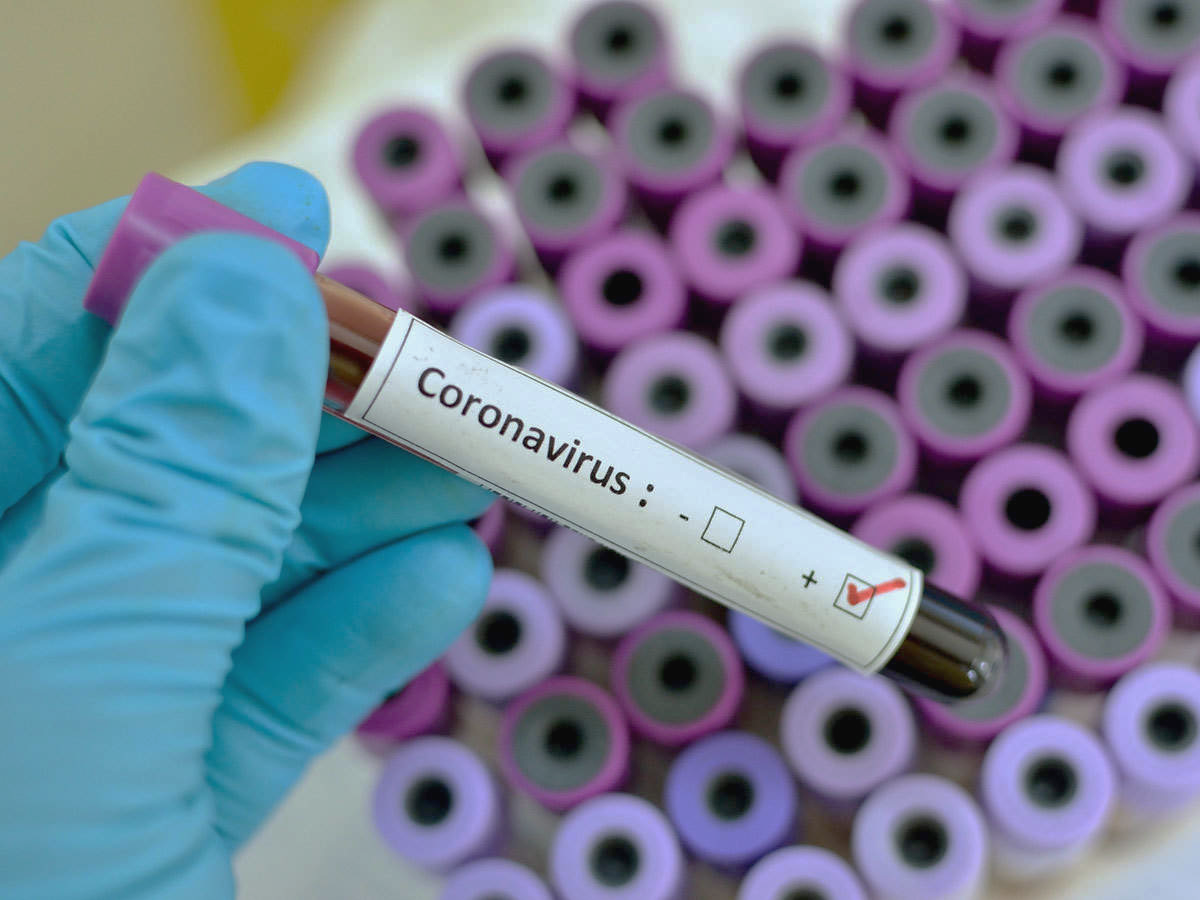 Coronavirus :
- ☐
+ ☑